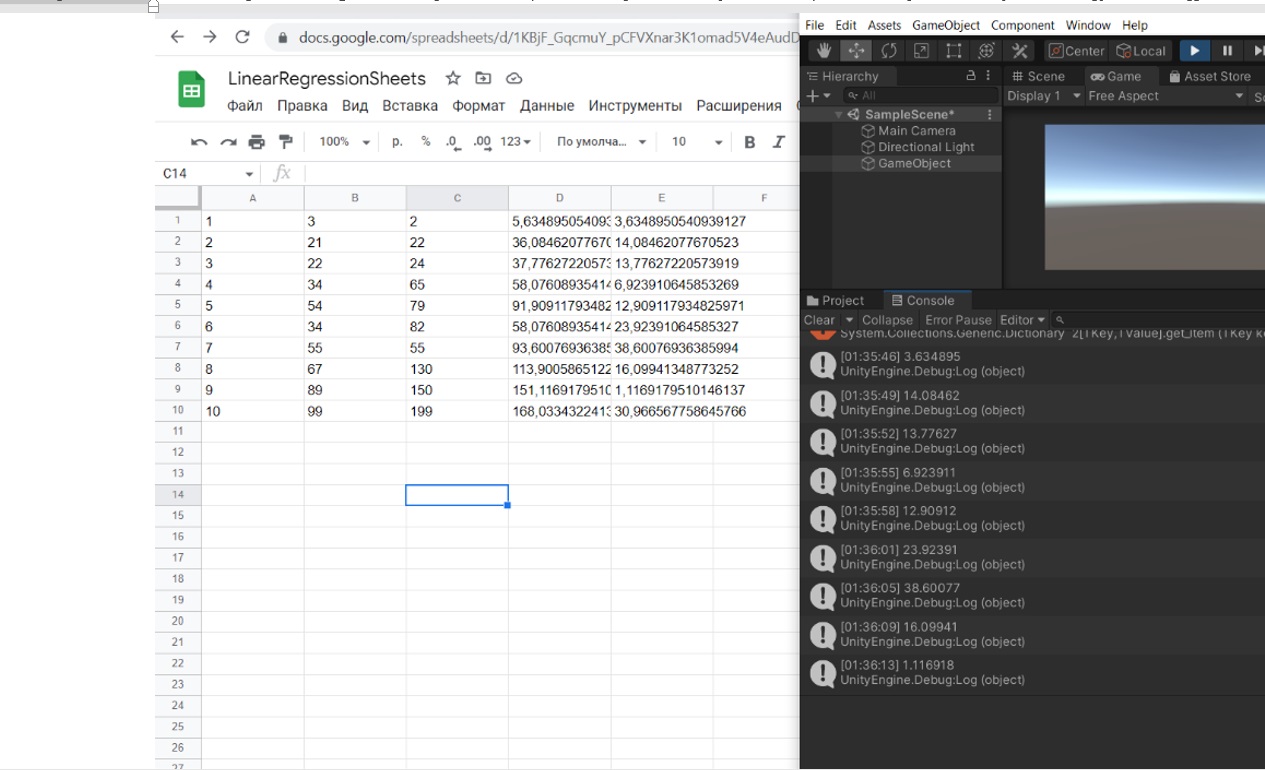 docs.google.com/spreadsheets/d/1KBjF_GqcmuY_pCFVXnar3K1omad5V4eAudD
LinearRegressionSheets
Файл Правка Вид Вставка Формат Данные Инструменты Расширения
100% р. % .0 .00 123 По умолча... 10 B I
C14 fx
A B C D E F
1 1 3 2 5,634895054093 3,6348950540939127
2 2 21 22 36,08462077670 14,08462077670523
3 3 22 24 37,77627220573 13,77627220573919
4 4 34 65 58,07608935414 6,923910645853269
5 5 54 79 91,90911793482 12,909117934825971
6 6 34 82 58,07608935414 23,92391064585327
7 7 55 55 93,60076936385 38,60076936385994
8 8 67 130 113,9005865122 16,09941348773252
9 9 89 150 151,1169179510 1,1169179510146137
10 10 99 199 168,0334322413 30,966567758645766
11
12
13
14
15
16
17
18
19
20
21
22
23
24
25
26
27
File Edit Assets GameObject Component Window Help
Center Local
Hierarchy
All
SampleScene*
Main Camera
Directional Light
GameObject
Scene Game Asset Store
Display 1 Free Aspect
Project Console
Clear Collapse Error Pause Editor
System.Collections.Generic.Dictionary`2[TKey,TValue].get_Item (TKey
[01:35:46] 3.634895
UnityEngine.Debug:Log (object)
[01:35:49] 14.08462
UnityEngine.Debug:Log (object)
[01:35:52] 13.77627
UnityEngine.Debug:Log (object)
[01:35:55] 6.923911
UnityEngine.Debug:Log (object)
[01:35:58] 12.90912
UnityEngine.Debug:Log (object)
[01:36:01] 23.92391
UnityEngine.Debug:Log (object)
[01:36:05] 38.60077
UnityEngine.Debug:Log (object)
[01:36:09] 16.09941
UnityEngine.Debug:Log (object)
[01:36:13] 1.116918
UnityEngine.Debug:Log (object)